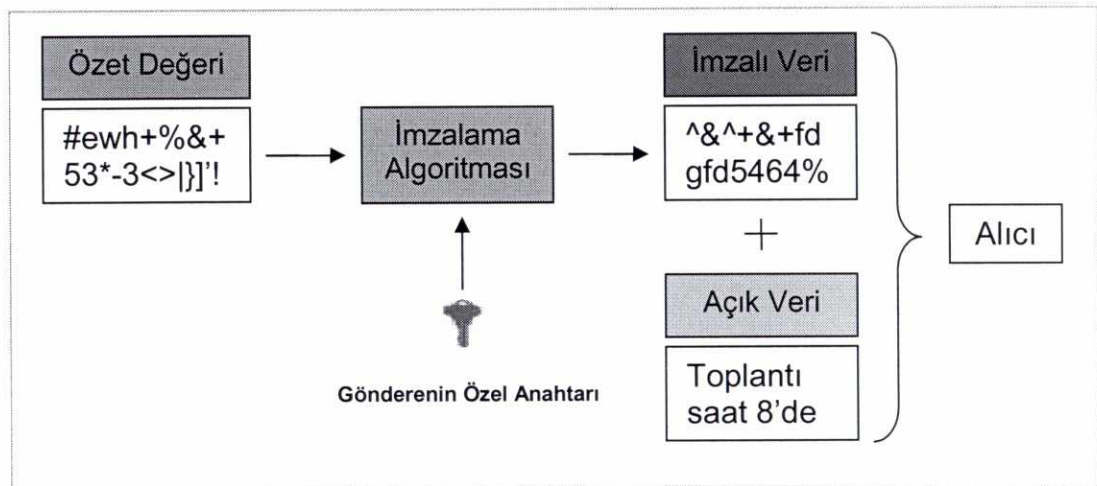 Özet Değeri
#ewh+%&+
53*-3<>|}]'!
İmzalama
Algoritması
Gönderenin Özel Anahtarı
İmzalı Veri
^&^+&+fd
gfd5464%
+
Açık Veri
Toplantı
saat 8'de
Alıcı